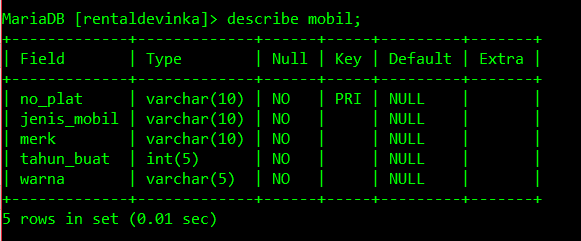 MariaDB [rentaldevinka]> describe mobil;
+-------------+-------------+------+-----+---------+-------+
| Field       | Type        | Null | Key | Default | Extra |
+-------------+-------------+------+-----+---------+-------+
| no_plat     | varchar(10) | NO   | PRI | NULL    |       |
| jenis_mobil | varchar(10) | NO   |     | NULL    |       |
| merk        | varchar(10) | NO   |     | NULL    |       |
| tahun_buat  | int(5)      | NO   |     | NULL    |       |
| warna       | varchar(5)  | NO   |     | NULL    |       |
+-------------+-------------+------+-----+---------+-------+
5 rows in set (0.01 sec)